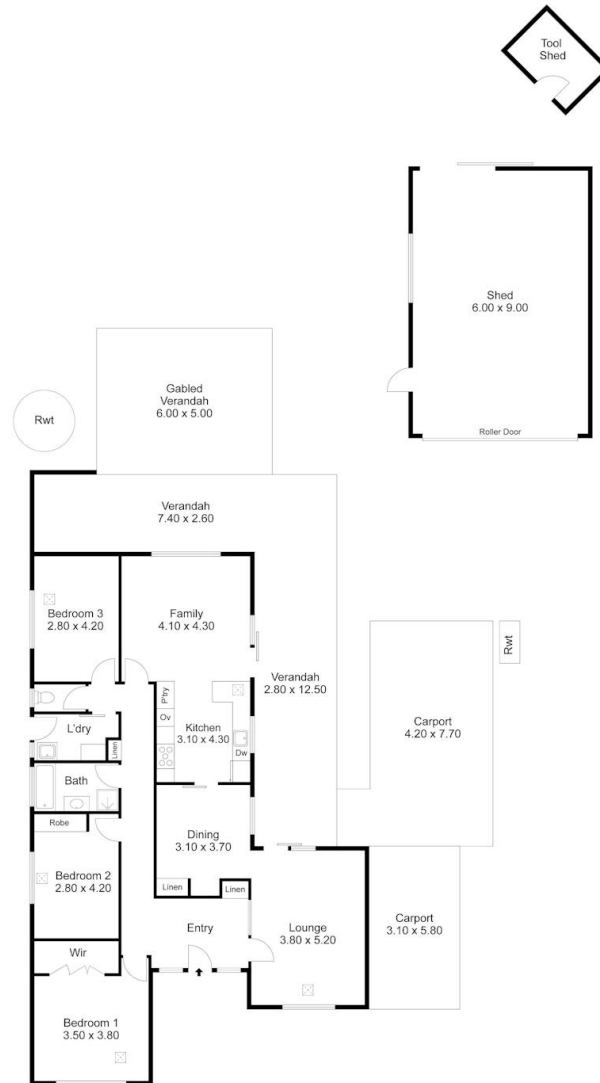 Tool
Shed
Shed
6.00 x 9.00
Roller Door
Gabled
Verandah
6.00 x 5.00
Rwt
Verandah
7.40 x 2.60
Bedroom 3
2.80 x 4.20
Family
4.10 x 4.30
Verandah
2.80 x 12.50
Rwt
Carport
4.20 x 7.70
P'try
Ov
Kitchen
3.10 x 4.30
Dw
L'dry
Linen
Bath
Robe
Dining
3.10 x 3.70
Bedroom 2
2.80 x 4.20
Linen
Linen
Entry
Lounge
3.80 x 5.20
Carport
3.10 x 5.80
Wir
Bedroom 1
3.50 x 3.80